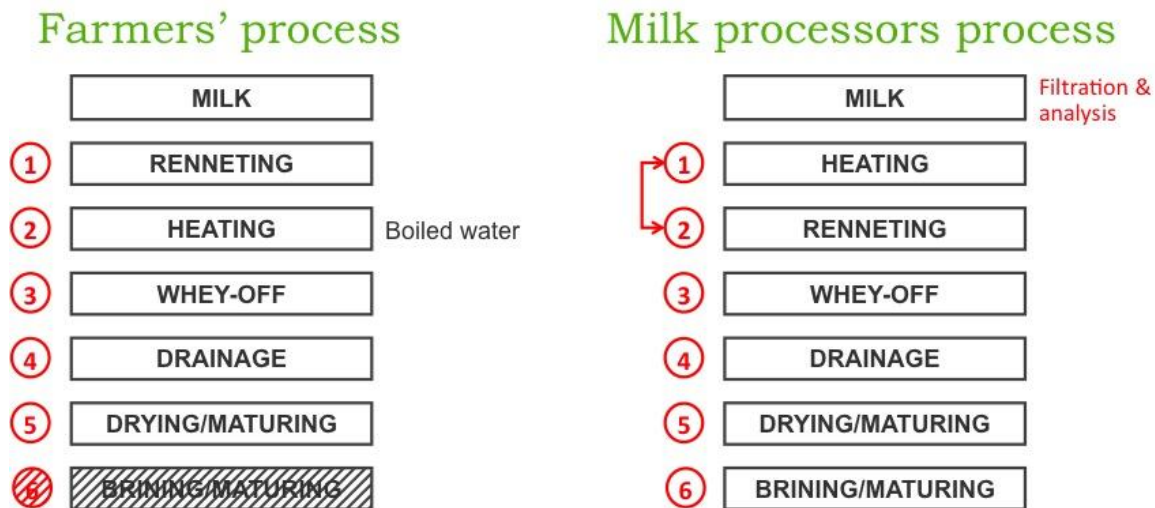 Farmers’ process
MILK
1 RENNETING
2 HEATING Boiled water
3 WHEY-OFF
4 DRAINAGE
5 DRYING/MATURING
6 BRINING/MATURING
Milk processors process
MILK Filtration &
analysis
1 HEATING
2 RENNETING
3 WHEY-OFF
4 DRAINAGE
5 DRYING/MATURING
6 BRINING/MATURING